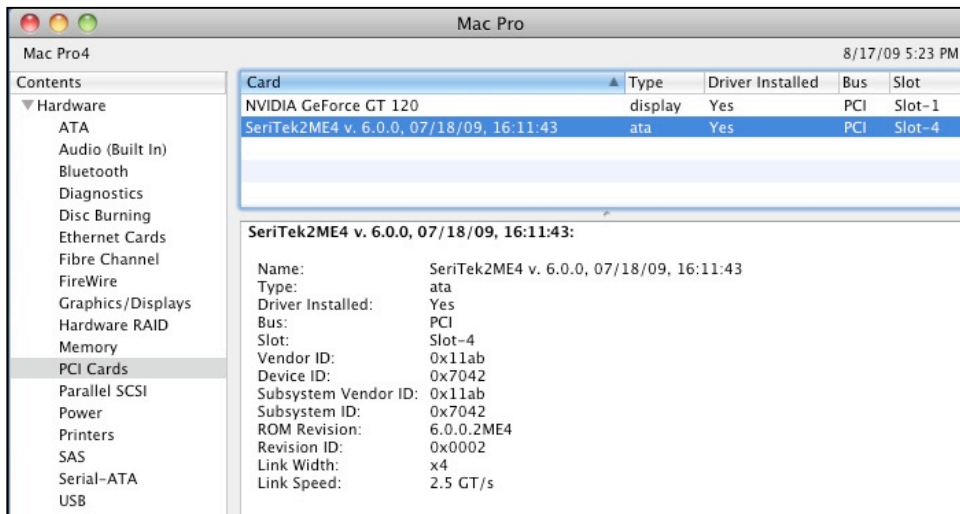 Mac Pro
Mac Pro4 8/17/09 5:23 PM
Contents
Hardware
ATA
Audio (Built In)
Bluetooth
Diagnostics
Disc Burning
Ethernet Cards
Fibre Channel
FireWire
Graphics/Displays
Hardware RAID
Memory
PCI Cards
Parallel SCSI
Power
Printers
SAS
Serial-ATA
USB
Card Type Driver Installed Bus Slot
NVIDIA GeForce GT 120 display Yes PCI Slot-1
SeriTek2ME4 v. 6.0.0, 07/18/09, 16:11:43 ata Yes PCI Slot-4
SeriTek2ME4 v. 6.0.0, 07/18/09, 16:11:43:
Name: SeriTek2ME4 v. 6.0.0, 07/18/09, 16:11:43
Type: ata
Driver Installed: Yes
Bus: PCI
Slot: Slot-4
Vendor ID: 0x11ab
Device ID: 0x7042
Subsystem Vendor ID: 0x11ab
Subsystem ID: 0x7042
ROM Revision: 6.0.0.2ME4
Revision ID: 0x0002
Link Width: x4
Link Speed: 2.5 GT/s